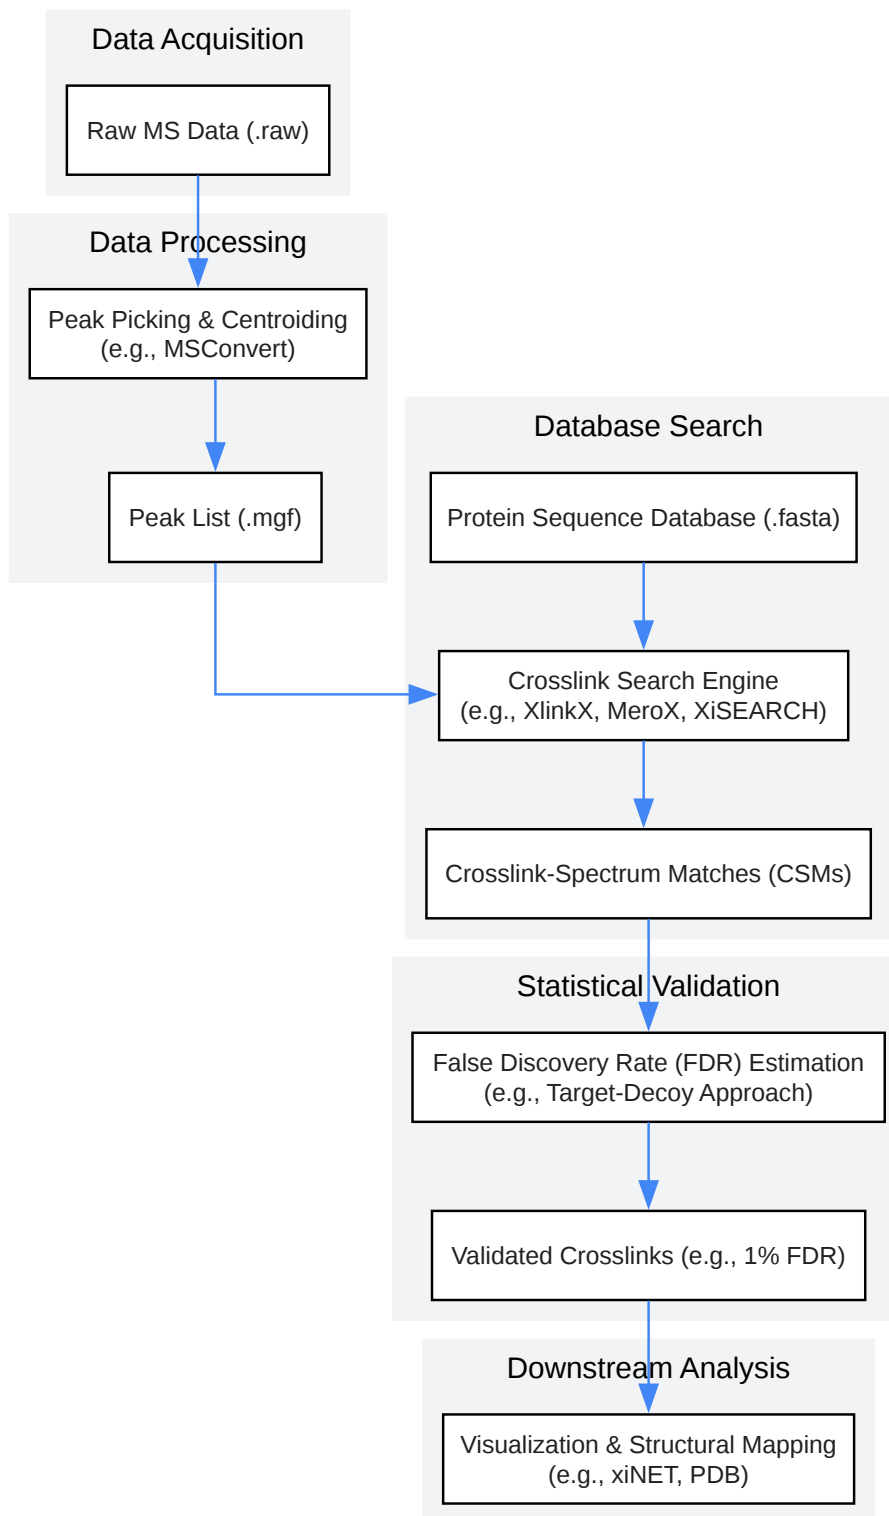 Data Acquisition
Raw MS Data (.raw)
Data Processing
Peak Picking & Centroiding
(e.g., MSConvert)
Peak List (.mgf)
Database Search
Protein Sequence Database (.fasta)
Crosslink Search Engine
(e.g., XlinkX, MeroX, XiSEARCH)
Crosslink-Spectrum Matches (CSMs)
Statistical Validation
False Discovery Rate (FDR) Estimation
(e.g., Target-Decoy Approach)
Validated Crosslinks (e.g., 1% FDR)
Downstream Analysis
Visualization & Structural Mapping
(e.g., xiNET, PDB)